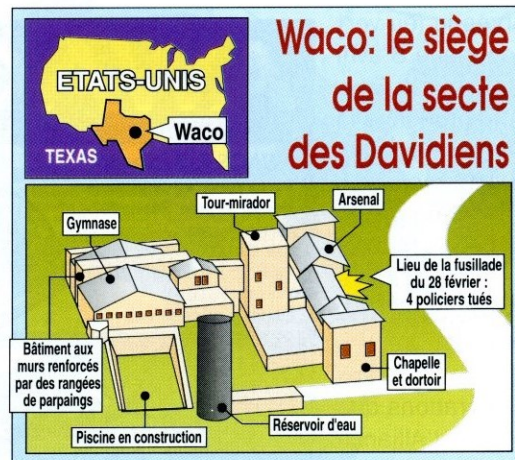 Waco: le siège
de la secte
des Davidiens
ETATS-UNIS
Waco
TEXAS
Tour-mirador
Arsenal
Gymnase
Lieu de la fusillade
du 28 février :
4 policiers tués
Bâtiment aux
murs renforcés
par des rangées
de parpaings
Chapelle
et dortoir
Réservoir d'eau
Piscine en construction